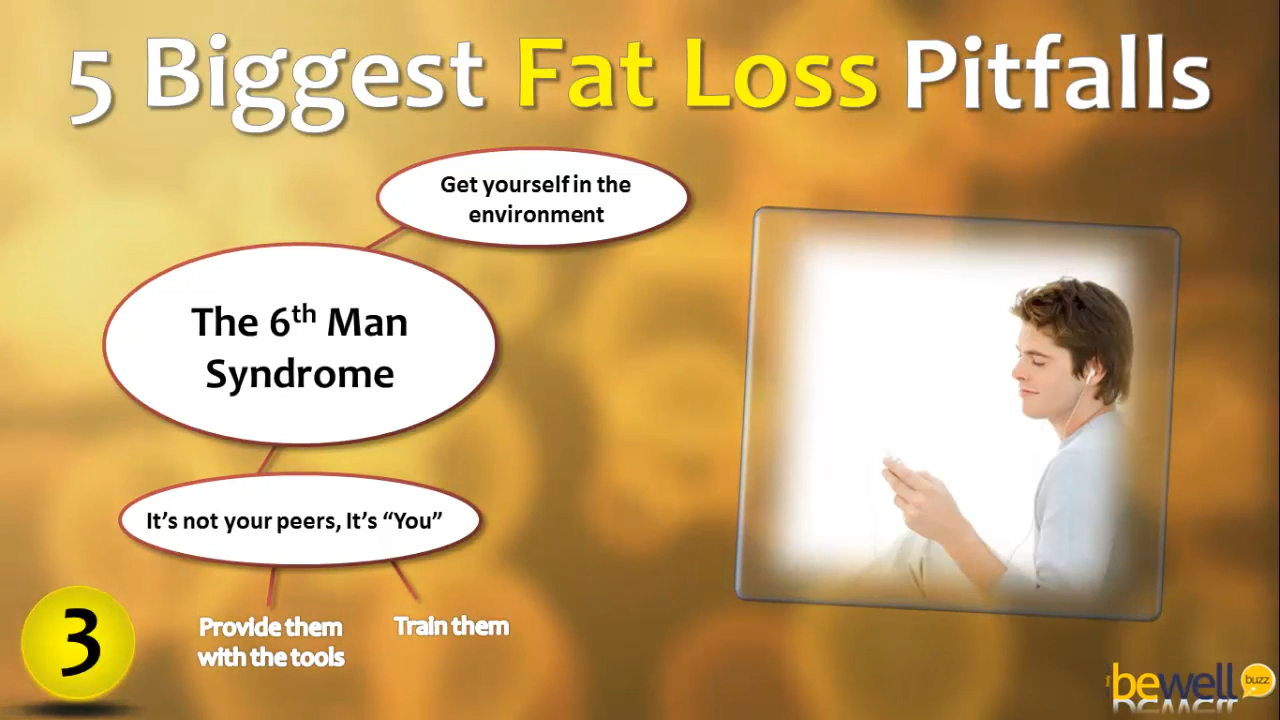 5 Biggest Fat Loss Pitfalls
Get yourself in the
environment
The 6th Man
Syndrome
It's not your peers, It's "You"
Provide them
with the tools
Train them
3
bewell
buzz